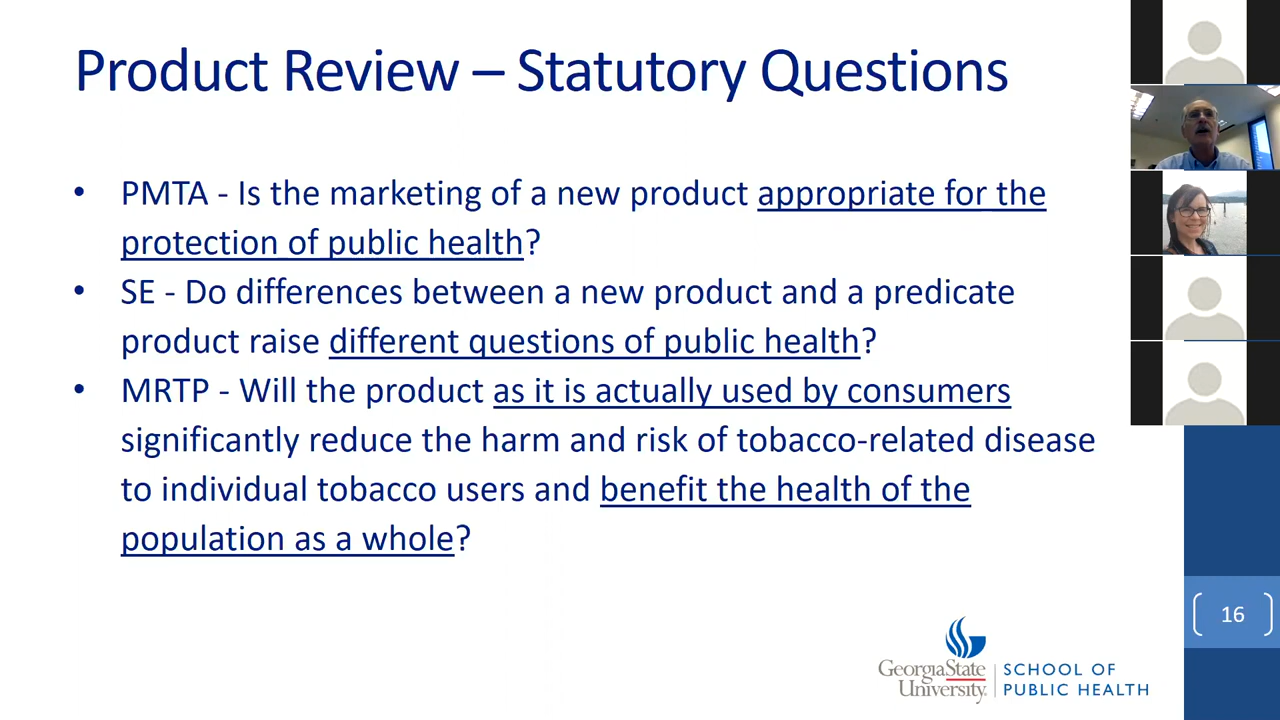 Product Review – Statutory Questions
• PMTA - Is the marketing of a new product appropriate for the
protection of public health?
• SE - Do differences between a new product and a predicate
product raise different questions of public health?
• MRTP - Will the product as it is actually used by consumers
significantly reduce the harm and risk of tobacco-related disease
to individual tobacco users and benefit the health of the
population as a whole?
16
GeorgiaState
University.
SCHOOL OF
PUBLIC HEALTH